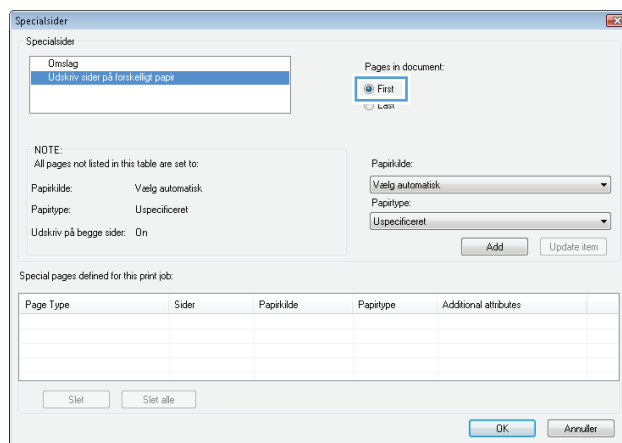 Specialsider
Specialsider
Omslag
Udskriv sider på forskelligt papir
Pages in document:
First
Last
NOTE:
All pages not listed in this table are set to:
Papirkilde: Vælg automatisk
Papirtype: Uspecificeret
Udskriv på begge sider: On
Papirkilde:
Vælg automatisk
Papirtype:
Uspecificeret
Add Update item
Special pages defined for this print job:
Page Type Sider Papirkilde Papirtype Additional attributes
Slet Slet alle
OK Annuller